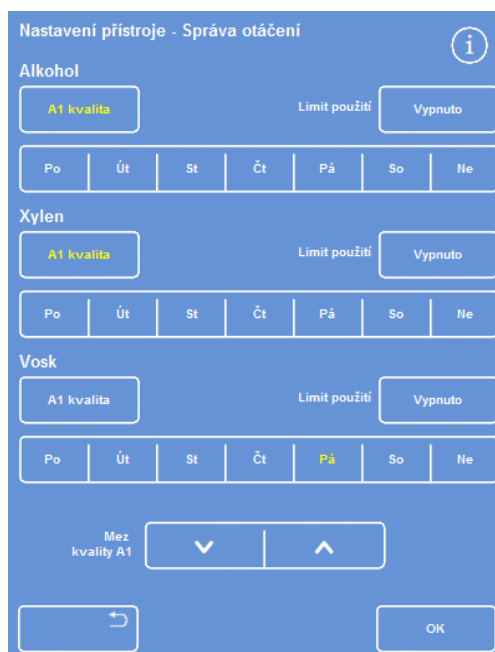 Nastavení přístroje - Správa otáčení
i
Alkohol
A1 kvalita Limit použití Vypnuto
Po Út St Čt Pá So Ne
Xylen
A1 kvalita Limit použití Vypnuto
Po Út St Čt Pá So Ne
Vosk
A1 kvalita Limit použití Vypnuto
Po Út St Čt Pá So Ne
Mez
kvality A1
OK